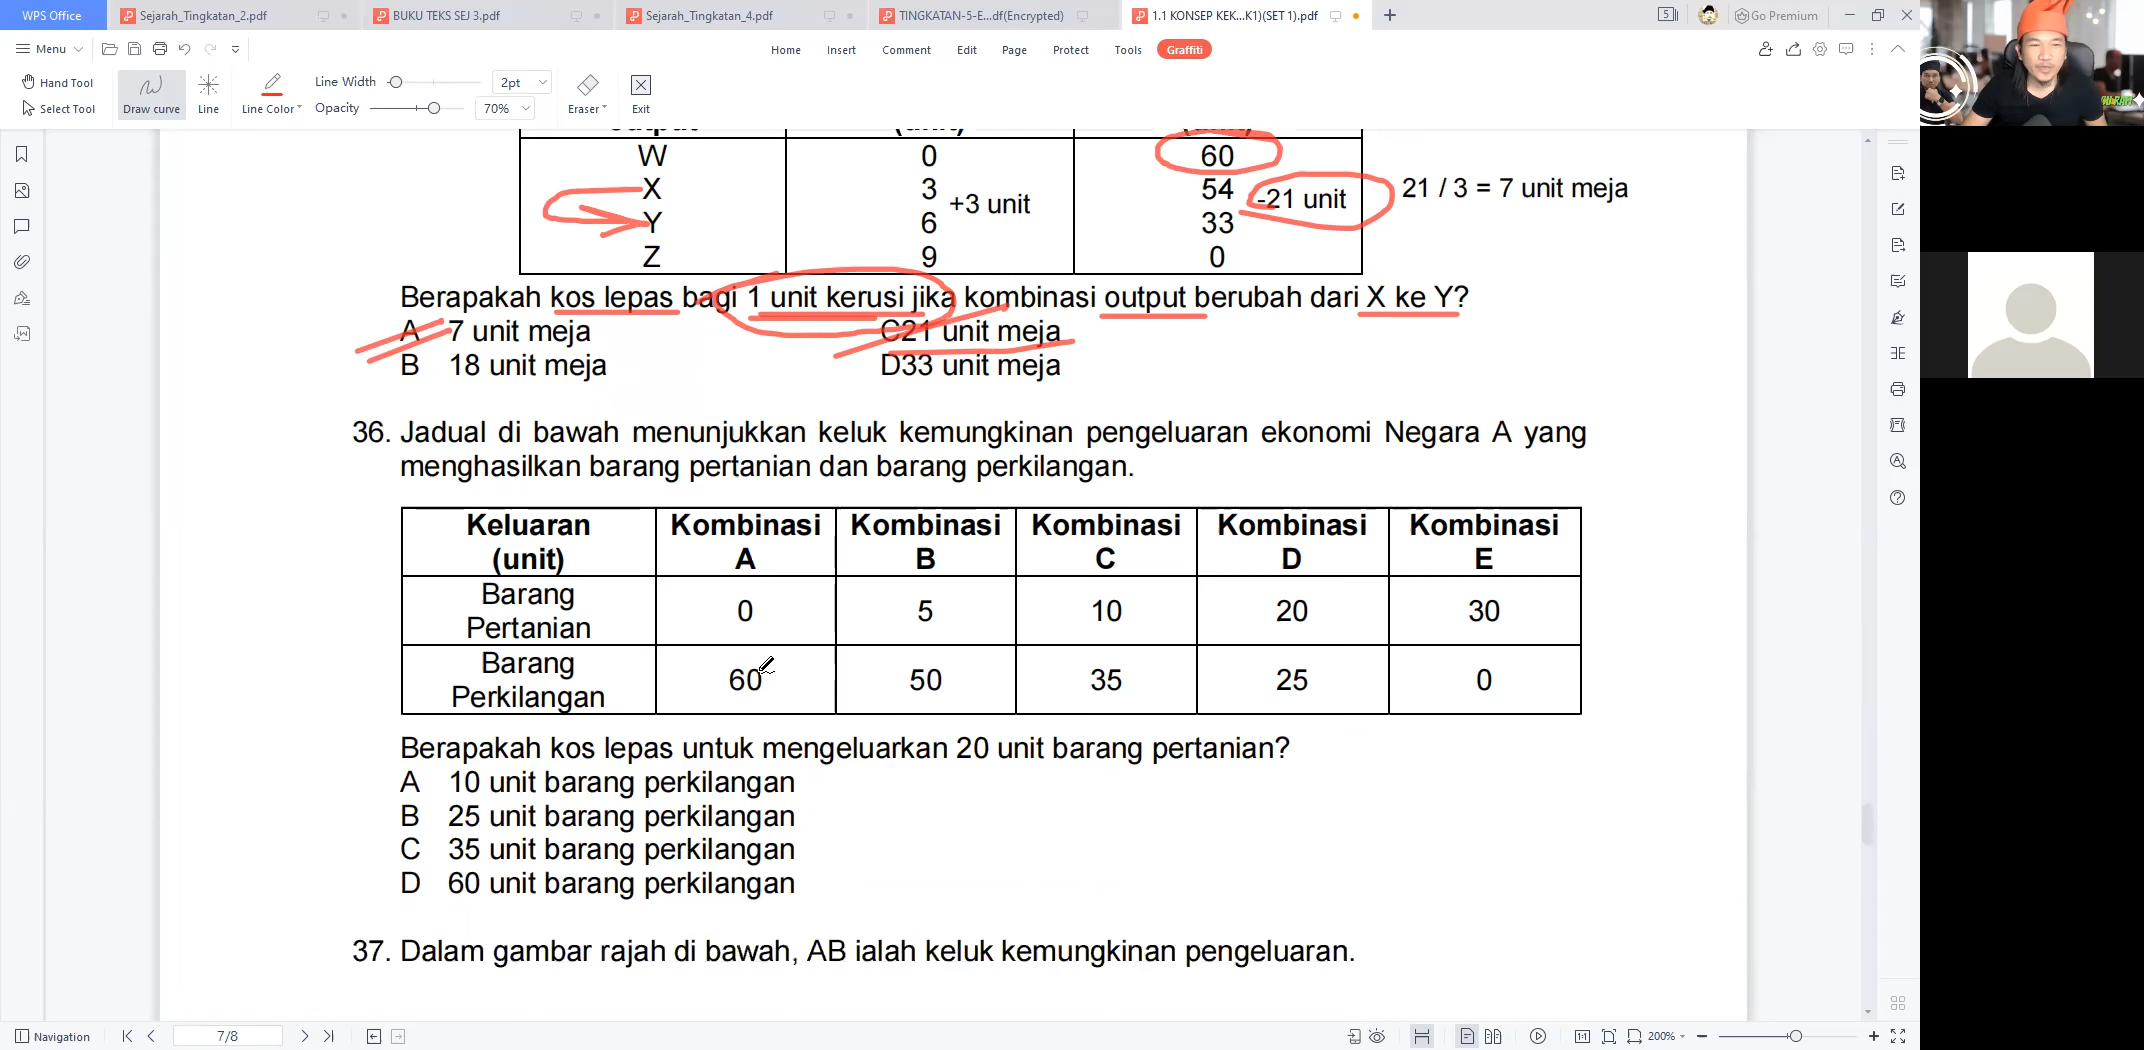 WPS Office
Sejarah_Tingkatan_2.pdf
BUKU TEKS SEJ 3.pdf
Sejarah_Tingkatan_4.pdf
TINGKATAN-5-E...df(Encrypted)
1.1 KONSEP KEK...K1)(SET 1).pdf
5
Go Premium
Menu
Home Insert Comment Edit Page Protect Tools Graffiti
Hand Tool
Select Tool
Draw curve
Line
Line Color
Line Width 2pt
Opacity 70%
Eraser
Exit
W 0 60
X 3 54
+3 unit -21 unit 21 / 3 = 7 unit meja
Y 6 33
Z 9 0
Berapakah kos lepas bagi 1 unit kerusi jika kombinasi output berubah dari X ke Y?
A 7 unit meja C21 unit meja
B 18 unit meja D33 unit meja
36. Jadual di bawah menunjukkan keluk kemungkinan pengeluaran ekonomi Negara A yang
menghasilkan barang pertanian dan barang perkilangan.
Keluaran Kombinasi Kombinasi Kombinasi Kombinasi Kombinasi
(unit) A B C D E
Barang
Pertanian 0 5 10 20 30
Barang
Perkilangan 60 50 35 25 0
Berapakah kos lepas untuk mengeluarkan 20 unit barang pertanian?
A 10 unit barang perkilangan
B 25 unit barang perkilangan
C 35 unit barang perkilangan
D 60 unit barang perkilangan
37. Dalam gambar rajah di bawah, AB ialah keluk kemungkinan pengeluaran.
Navigation
7/8
1:1
200%